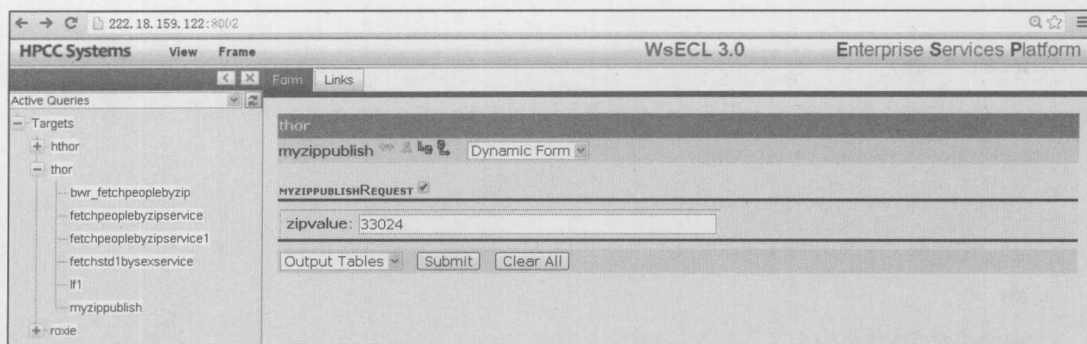 222.18.159.122:8002
HPCC Systems View Frame WsECL 3.0 Enterprise Services Platform
Form Links
Active Queries
Targets
hthor
thor
bwr_fetchpeoplebyzip
fetchpeoplebyzipservice
fetchpeoplebyzipservice1
fetchstd1bysexservice
lf1
myzippublish
roxie
thor
myzippublish Dynamic Form
MYZIPPUBLISHREQUEST
zipvalue: 33024
Output Tables Submit Clear All